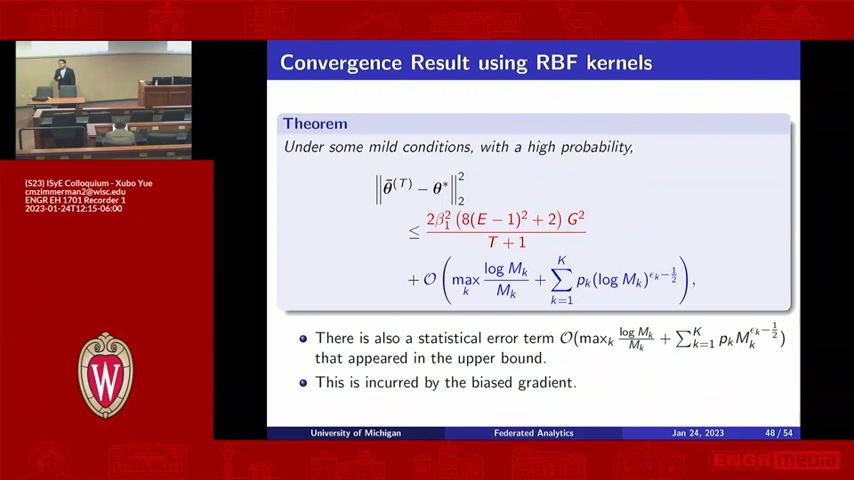 Convergence Result using RBF kernels
Theorem
Under some mild conditions, with a high probability,
‖θ̄^(T) − θ*‖₂²
≤ 2β₁² (8(E − 1)² + 2) G² / (T + 1)
+ O ( max_k log M_k / M_k + ∑_{k=1}^{K} p_k (log M_k)^{ε_k − 1/2} ),
There is also a statistical error term O(max_k log M_k / M_k + ∑_{k=1}^{K} p_k M_k^{ε_k − 1/2})
that appeared in the upper bound.
This is incurred by the biased gradient.
University of Michigan Federated Analytics Jan 24, 2023 48 / 54
(S23) ISyE Colloquium - Xubo Yue
cmzimmerman2@wisc.edu
ENGR EH 1701 Recorder 1
2023-01-24T12:15-06:00
W
ENGR media